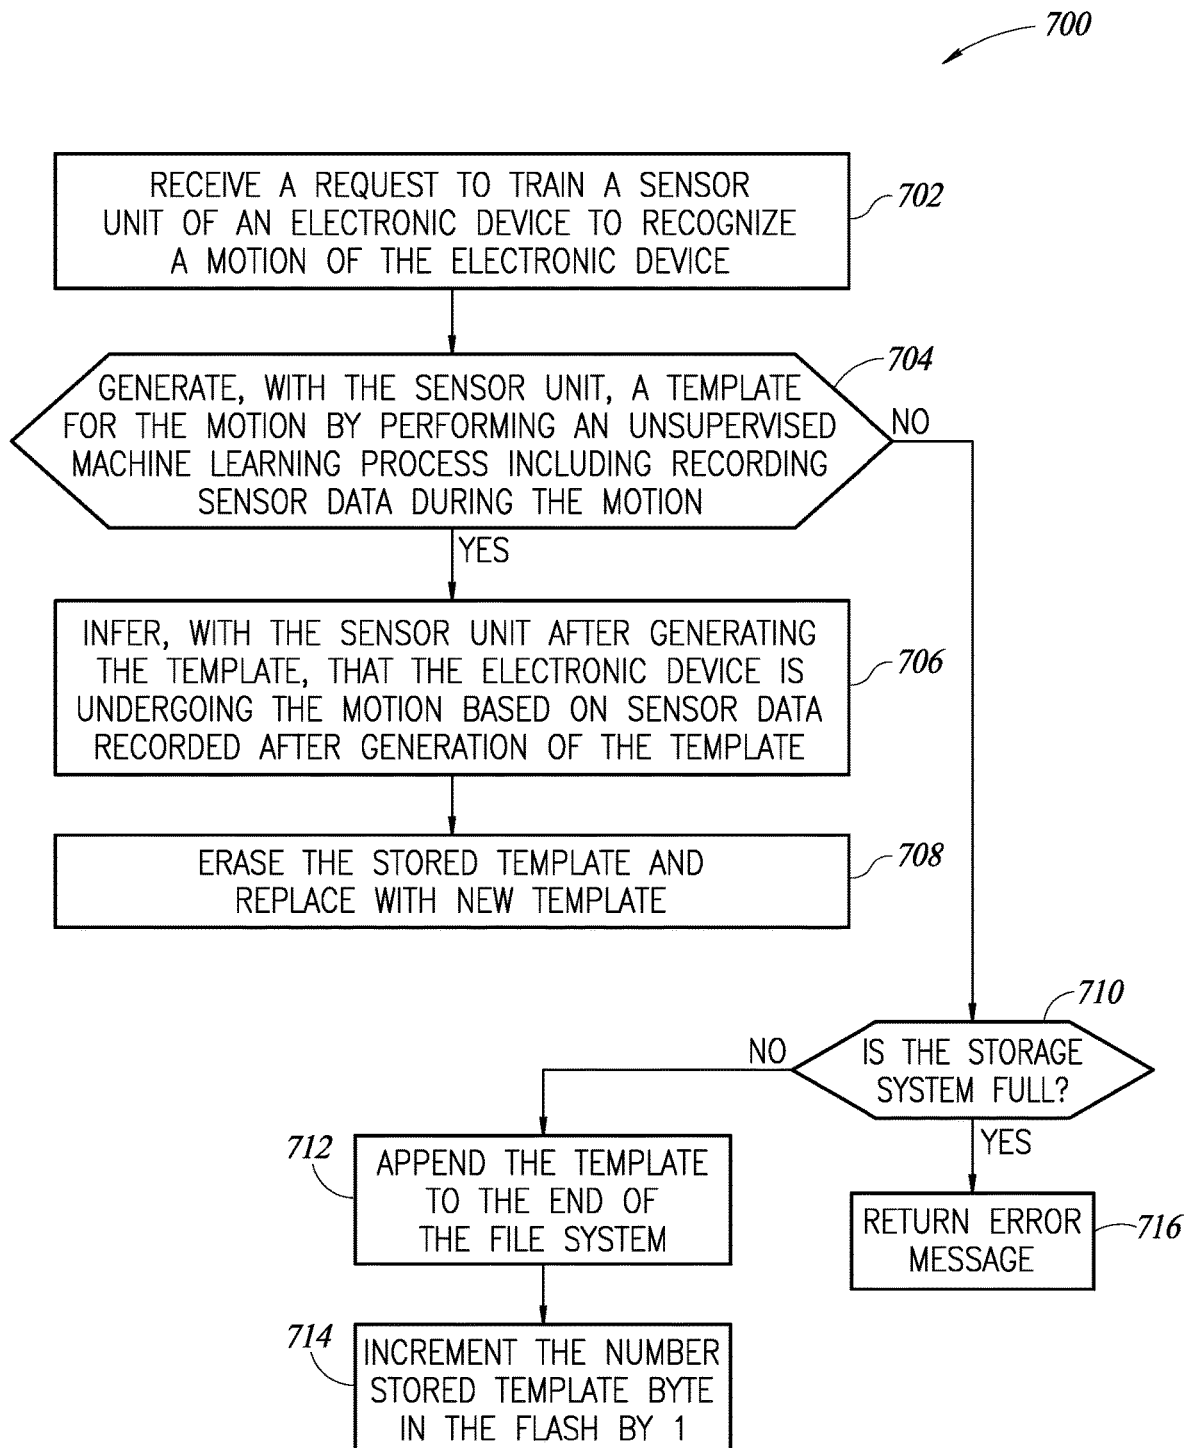 700
RECEIVE A REQUEST TO TRAIN A SENSOR
UNIT OF AN ELECTRONIC DEVICE TO RECOGNIZE
A MOTION OF THE ELECTRONIC DEVICE
702
704
GENERATE, WITH THE SENSOR UNIT, A TEMPLATE
FOR THE MOTION BY PERFORMING AN UNSUPERVISED
MACHINE LEARNING PROCESS INCLUDING RECORDING
SENSOR DATA DURING THE MOTION
NO
YES
INFER, WITH THE SENSOR UNIT AFTER GENERATING
THE TEMPLATE, THAT THE ELECTRONIC DEVICE IS
UNDERGOING THE MOTION BASED ON SENSOR DATA
RECORDED AFTER GENERATION OF THE TEMPLATE
706
ERASE THE STORED TEMPLATE AND
REPLACE WITH NEW TEMPLATE
708
710
IS THE STORAGE
SYSTEM FULL?
NO
YES
712
APPEND THE TEMPLATE
TO THE END OF
THE FILE SYSTEM
RETURN ERROR
MESSAGE
716
714
INCREMENT THE NUMBER
STORED TEMPLATE BYTE
IN THE FLASH BY 1